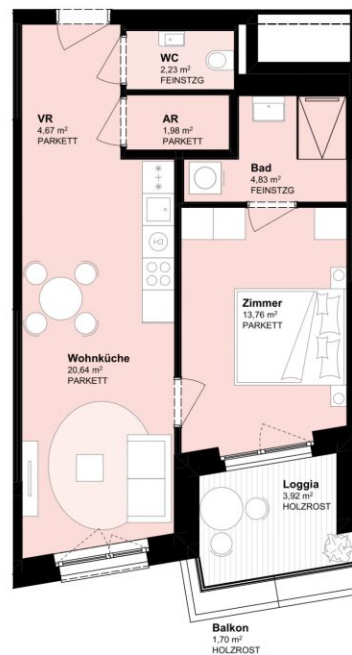 WC
2,23 m²
FEINSTZG
VR
4,67 m²
PARKETT
AR
1,98 m²
PARKETT
Bad
4,83 m²
FEINSTZG
Zimmer
13,76 m²
PARKETT
Wohnküche
20,64 m²
PARKETT
Loggia
3,92 m²
HOLZROST
Balkon
1,70 m²
HOLZROST